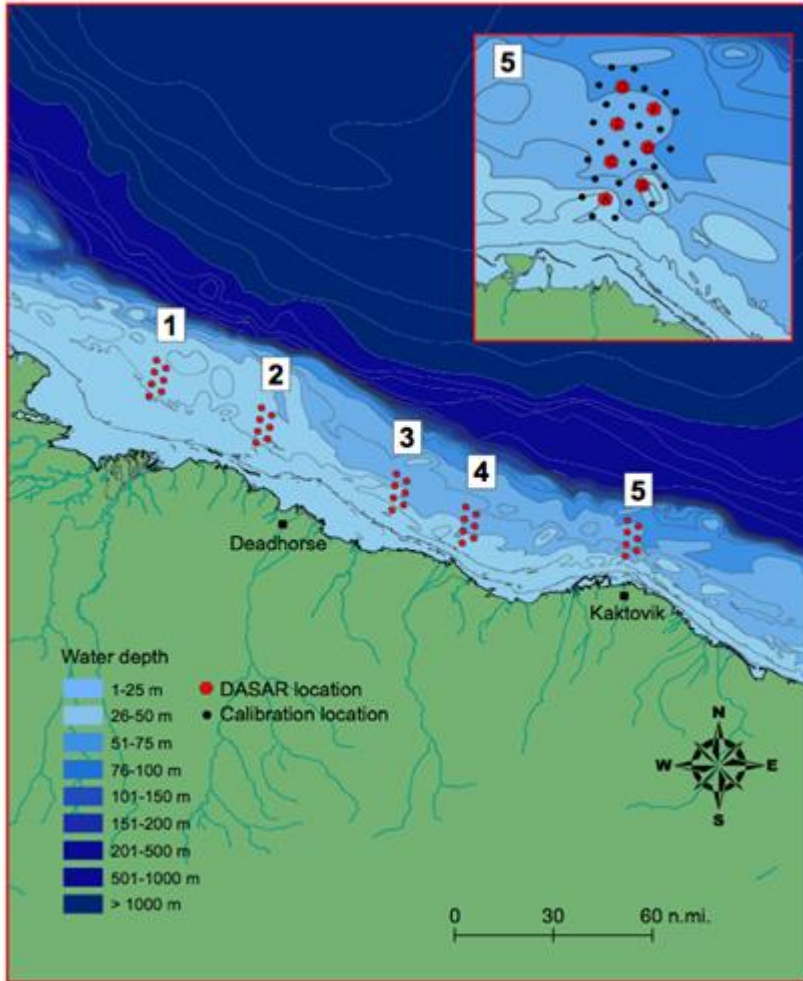 5
1
2
3
4
5
Deadhorse
Kaktovik
Water depth
1-25 m
26-50 m
51-75 m
76-100 m
101-150 m
151-200 m
201-500 m
501-1000 m
> 1000 m
DASAR location
Calibration location
N
W E
S
0 30 60 n.mi.